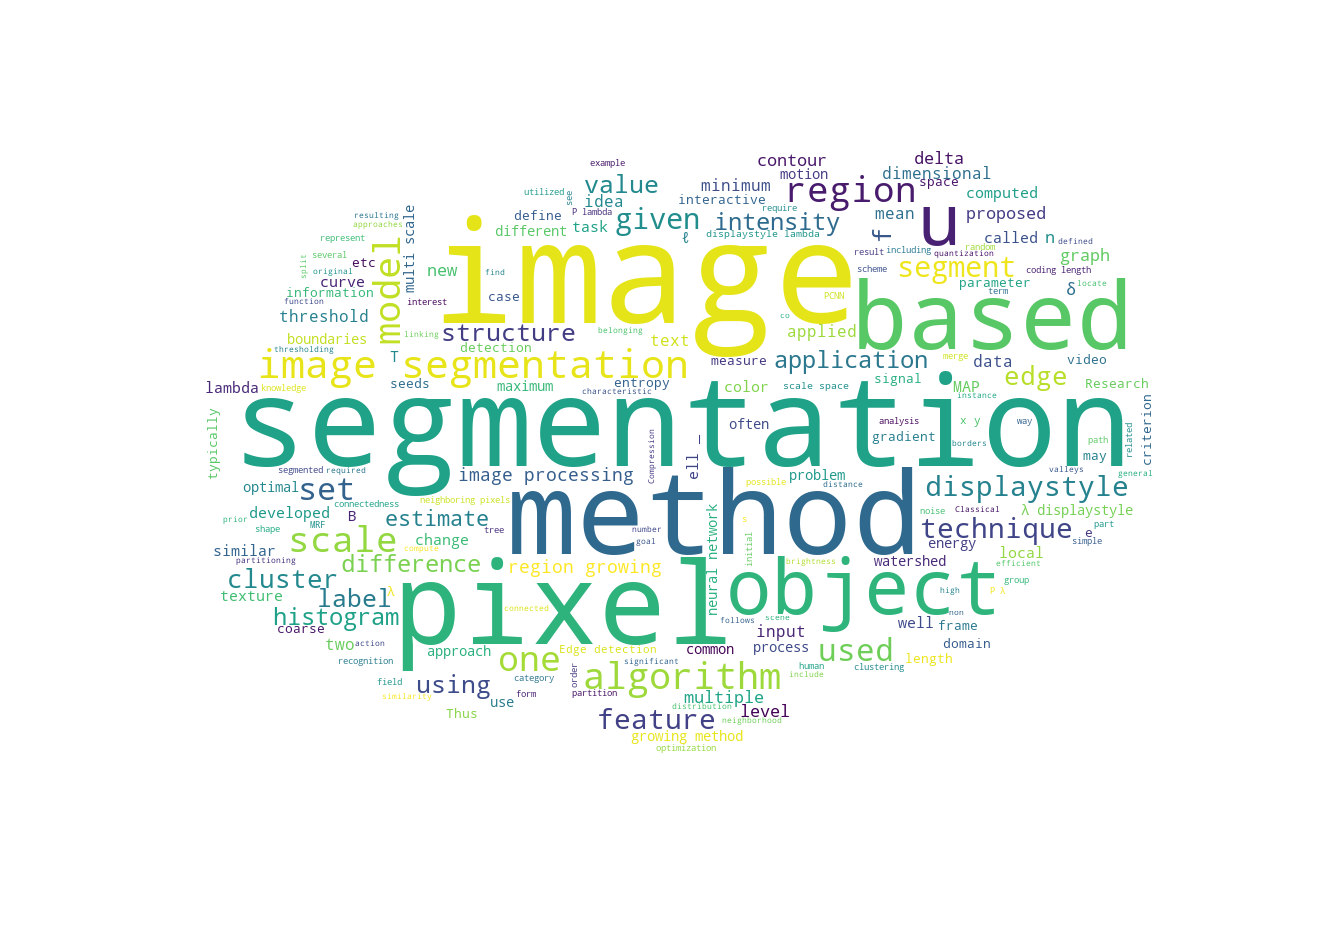 example
contour
delta
motion
dimensional
utilized
see
value
minimum
region
space
computed
idea
interactive
resulting
P lambda
require
approaches
define
given
intensity
mean
u
proposed
different
task
ℓ
displaystyle lambda
f
called
n
defined
represent
multi scale
image
result
including
random
graph
several
etc
model
quantization
split
original
new
find
scheme
segment
coding length
curve
parameter
δ
locate
information
case
PCNN
term
function
interest
based
threshold
co
linking
structure
belonging
applied
boundaries
text
thresholding
detection
T
image segmentation
measure
application
merge
data
video
seeds
entropy
signal
edge
lambda
knowledge
maximum
characteristic
color
scale space
MAP
Research
instance
segmentation
typically
often
analysis
x y
way
criterion
related
gradient
borders
path
may
Compression
ell −
segmented
required
image processing
problem
valleys
general
optimal
set
possible
distance
displaystyle
connectedness
neighboring pixels
method
developed
B
noise
Classical
λ displaystyle
prior
estimate
s
technique
part
shape
MRF
tree
number
e
scale
change
goal
neural network
initial
energy
simple
similar
compute
local
partitioning
difference
region growing
brightness
watershed
efficient
cluster
pixel
object
group
label
λ
high
P λ
texture
histogram
connected
non
follows
scene
coarse
input
well
frame
two
action
common
process
used
domain
approach
one
Edge detection
recognition
significant
human
clustering
length
field
using
category
order
algorithm
include
similarity
use
form
partition
multiple
distribution
level
Thus
feature
neighborhood
growing method
optimization